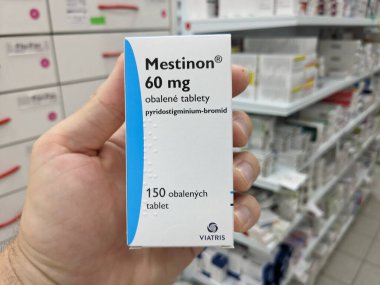 Mestinon®
60 mg
obalené tablety
pyridostigminium-bromid
150 obalených
tablet
VIATRIS